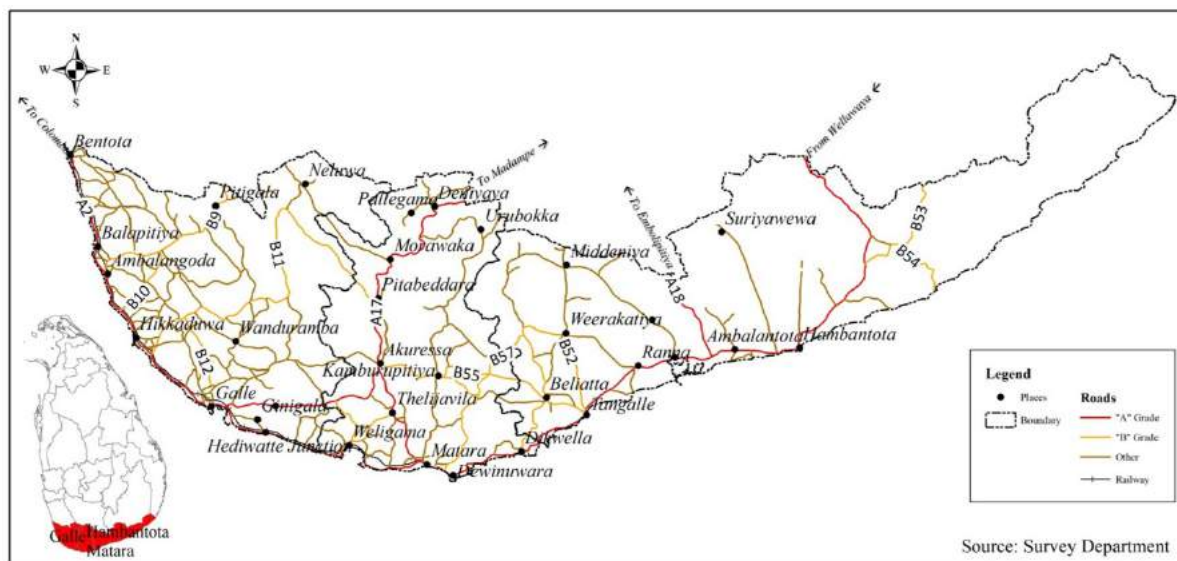 N
W E
S
To Colombo
Bentota
Neluwa
To Madampe
From Wellawaya
Pitigala
Pallegama
Deniyaya
Urubokka
A2
B9
B11
B53
B54
To Embilipitiya
Suriyawewa
Balapitiya
Morawaka
Middeniya
Ambalangoda
Pitabeddara
A18
B10
A17
Hikkaduwa
Wanduramba
Weerakatiya
Akuressa
Ambalantota
Hambantota
B12
Kamburupitiya
B57
B52
Ranna
B55
Beliatta
Galle
Ginigala
Thelijavila
Tangalle
Hediwatte Junction
Weligama
Matara
Dikwella
Dewinuwara
Legend
Places
Boundary
Roads
"A" Grade
"B" Grade
Other
Railway
Galle
Hambantota
Matara
Source: Survey Department